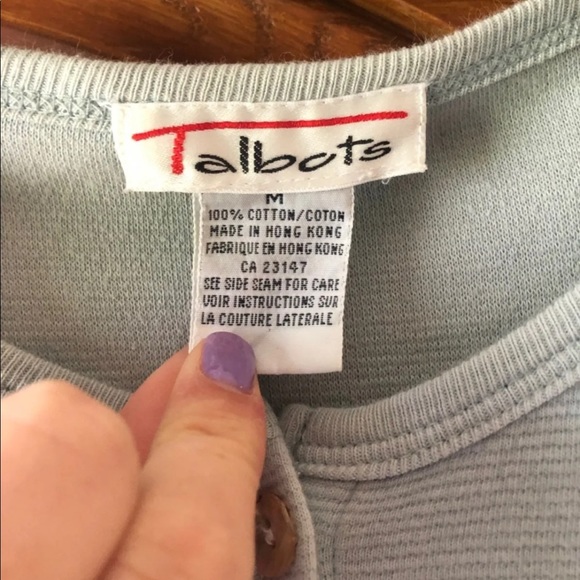 Talbots
M
100% COTTON/COTON
MADE IN HONG KONG
FABRIQUE EN HONG KONG
CA 23147
SEE SIDE SEAM FOR CARE
VOIR INSTRUCTIONS SUR
LA COUTURE LATERALE